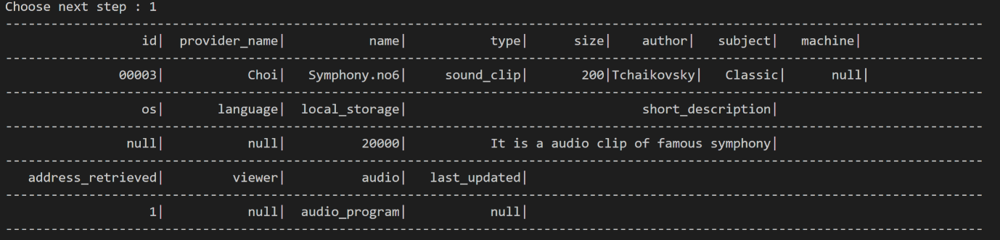 Choose next step : 1
--------------------------------------------------------------------------------------------------------------------------------------
id| provider_name| name| type| size| author| subject| machine|
--------------------------------------------------------------------------------------------------------------------------------------
00003| Choi| Symphony.no6| sound_clip| 200|Tchaikovsky| Classic| null|
--------------------------------------------------------------------------------------------------------------------------------------
os| language| local_storage| short_description|
--------------------------------------------------------------------------------------------------------------------------------------
null| null| 20000| It is a audio clip of famous symphony|
--------------------------------------------------------------------------------------------------------------------------------------
address_retrieved| viewer| audio| last_updated|
--------------------------------------------------------------------------------------------------------------------------------------
1| null| audio_program| null|
--------------------------------------------------------------------------------------------------------------------------------------